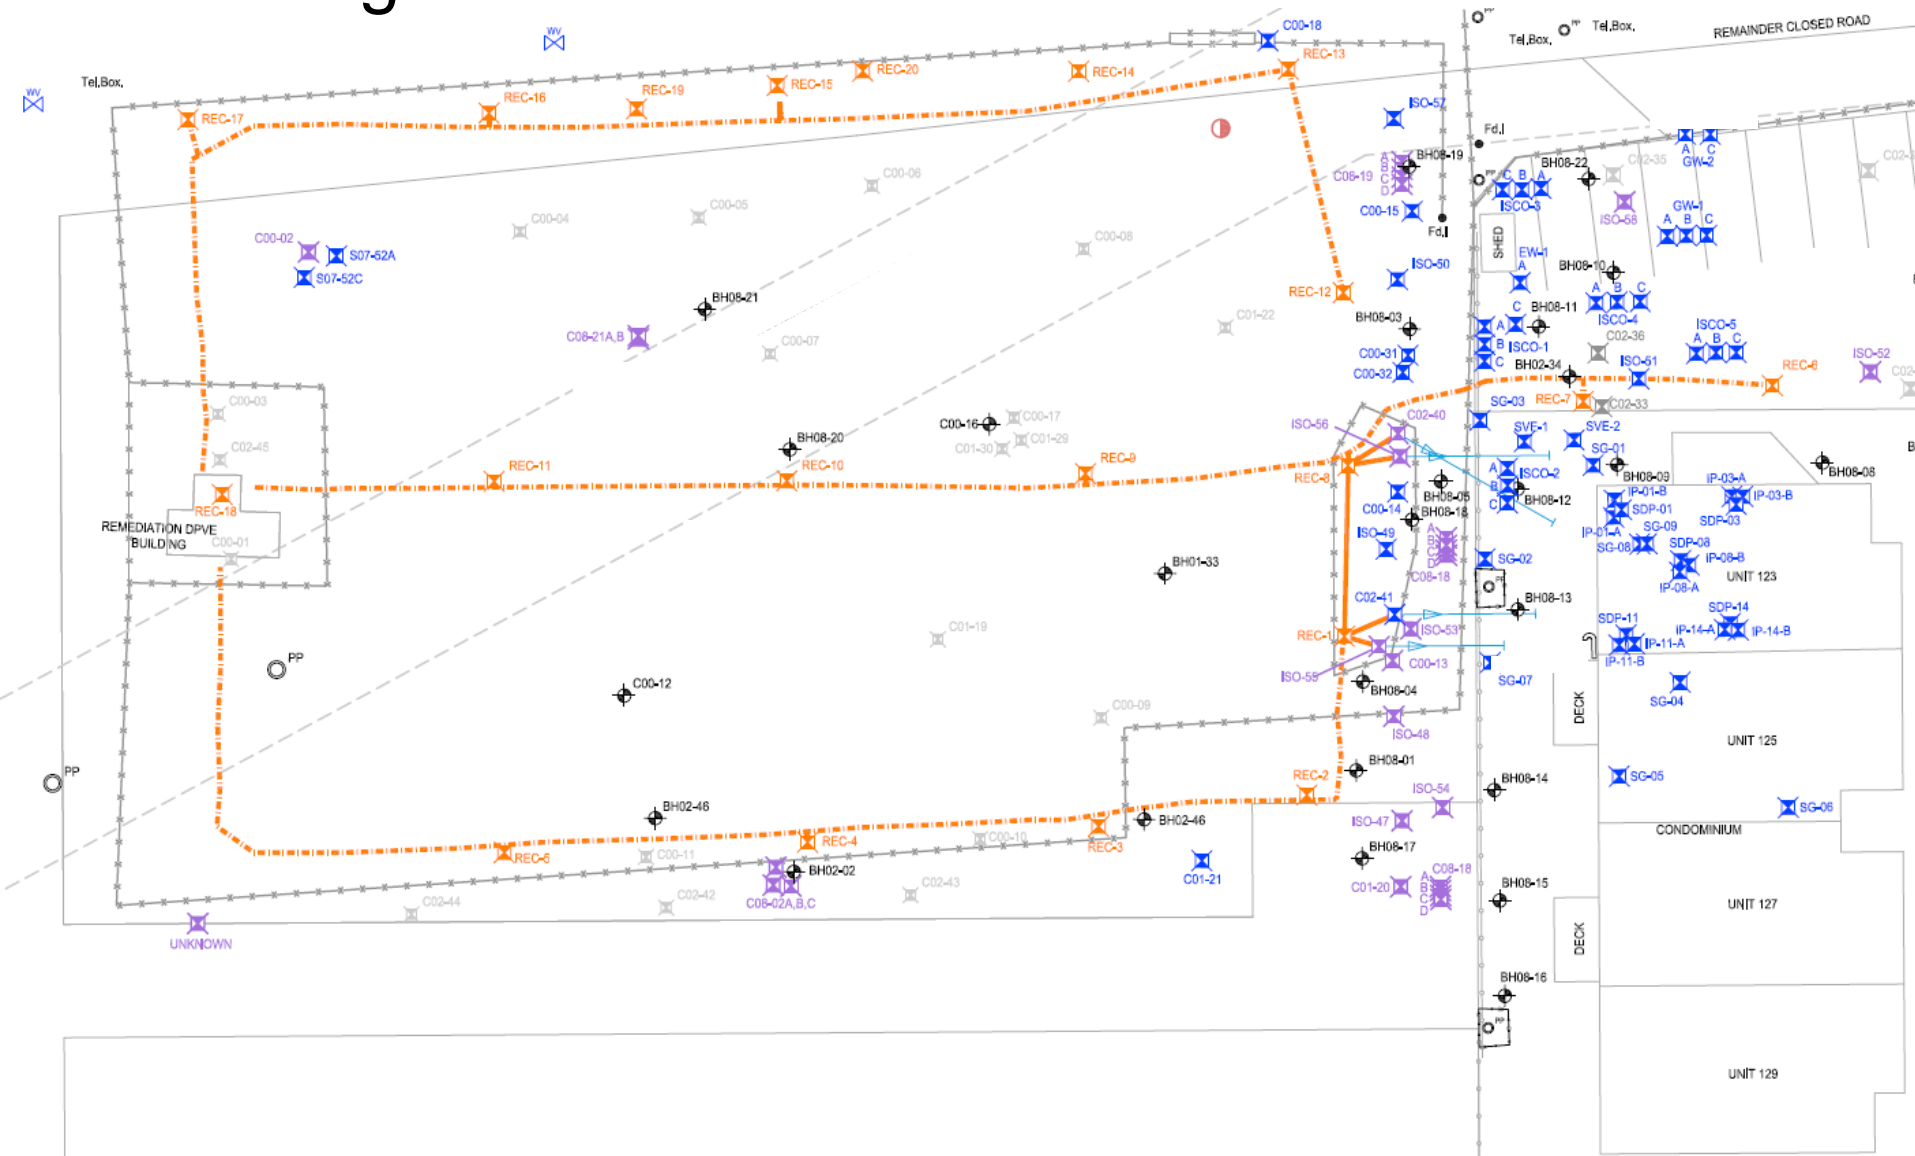 C00-18
PP
Tel.Box.
PP
Tel.Box.
REMAINDER CLOSED ROAD
WV
WV
Tel.Box.
REC-13
REC-20
REC-14
REC-15
REC-16
REC-19
REC-17
ISO-57
Fd.I
BH08-19
A
B
C
D
C08-19
PP
BH08-22
C02-35
A C
GW-2
C B A
ISCO-3
ISO-58
GW-1
A B C
C00-06
C00-05
C00-04
C00-15
Fd.I
SHED
C00-02
S07-52A
S07-52C
C00-08
ISO-50
EW-1
A
BH08-10
REC-12
BH08-21
A B C
ISCO-4
C08-21A,B
C01-22
BH08-03
C
BH08-11
A
B
C
ISCO-1
ISCO-5
A B C
C00-07
C00-31
C00-32
C02-36
BH02-34
ISO-51
ISO-52
REC-6
REC-7
C02-33
C00-03
C02-45
C00-16
C00-17
C01-29
C01-30
C02-40
SG-03
ISO-56
SVE-1
SVE-2
SG-01
BH08-20
REC-11
REC-10
REC-9
REC-8
A
B
C
ISCO-2
BH08-12
BH08-09
BH08-08
BH08-05
IP-03-A
IP-03-B
SDP-03
IP-01-B
SDP-01
IP-01-A
REC-18
REMEDIATION DPVE
BUILDING
C00-01
C00-14
BH08-18
ISO-49
A
B
C
D
C08-18
SG-09
SG-08
SDP-08
IP-08-B
IP-08-A
UNIT 123
SG-02
PP
BH01-33
C02-41
BH08-13
SDP-14
IP-14-A
IP-14-B
SDP-11
IP-11-A
IP-11-B
C01-19
REC-1
ISO-53
C00-13
ISO-55
SG-07
PP
C00-12
BH08-04
SG-04
DECK
C00-09
ISO-48
UNIT 125
PP
BH08-01
REC-2
BH08-14
SG-05
ISO-54
SG-06
BH02-46
BH02-46
ISO-47
CONDOMINIUM
REC-5
C00-11
REC-4
C00-10
REC-3
BH08-17
BH02-02
C08-02A,B,C
C01-21
C01-20
C08-18
A
B
C
D
BH08-15
C02-44
C02-42
C02-43
UNIT 127
DECK
UNKNOWN
BH08-16
PP
UNIT 129